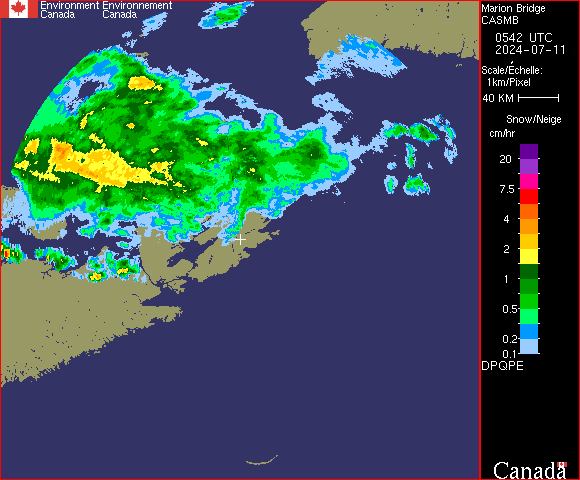 Environment Environnement
Canada Canada
Marion Bridge
CASMB
0542 UTC
2024-07-11
Scale/Échelle:
1km/Pixel
40 KM
Snow/Neige
cm/hr
20
7.5
4
2
1
0.5
0.2
0.1
DPQPE
Canada